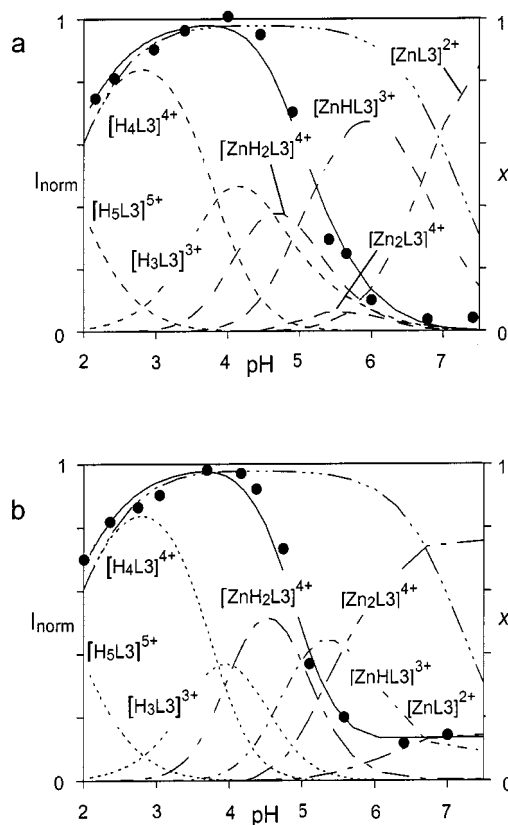 a
1
1
[ZnL3]2+
[ZnHL3]3+
[H4L3]4+
[ZnH2L3]4+
Inorm
x
[H5L3]5+
[Zn2L3]4+
[H3L3]3+
0
0
2 3 4 5 6 7
pH
b
1
1
[H4L3]4+
[ZnH2L3]4+
[Zn2L3]4+
Inorm
x
[H5L3]5+
[ZnHL3]3+
[H3L3]3+
[ZnL3]2+
0
0
2 3 4 5 6 7
pH